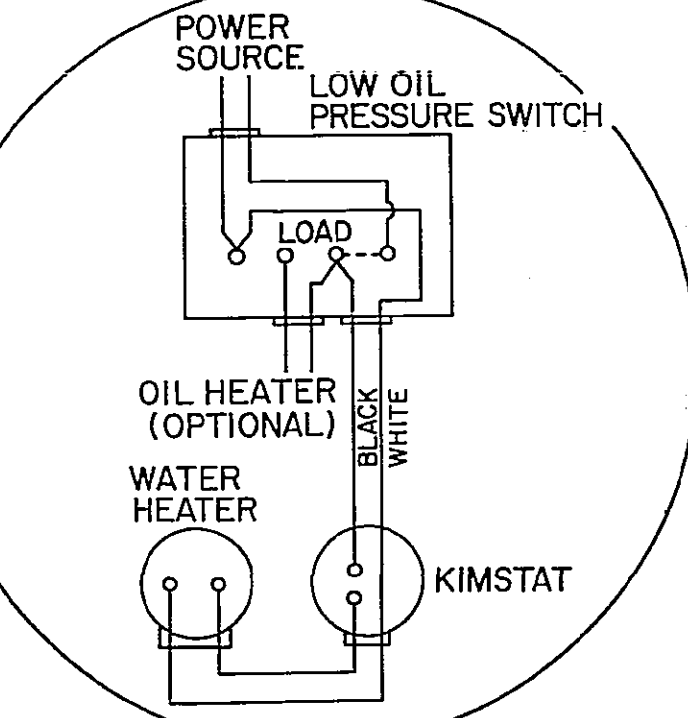 POWER
SOURCE
LOW OIL
PRESSURE SWITCH
LOAD
OIL HEATER
(OPTIONAL)
BLACK
WHITE
WATER
HEATER
KIMSTAT